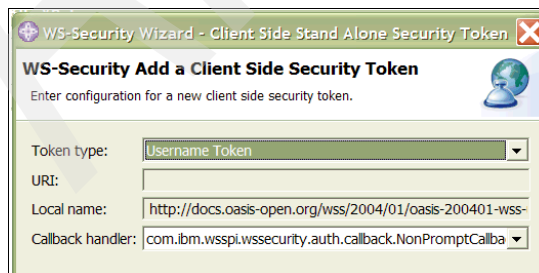 WS-Security Wizard - Client Side Stand Alone Security Token
WS-Security Add a Client Side Security Token
Enter configuration for a new client side security token.
Token type: Username Token
URI:
Local name: http://docs.oasis-open.org/wss/2004/01/oasis-200401-wss-
Callback handler: com.ibm.wsspi.wssecurity.auth.callback.NonPromptCallba